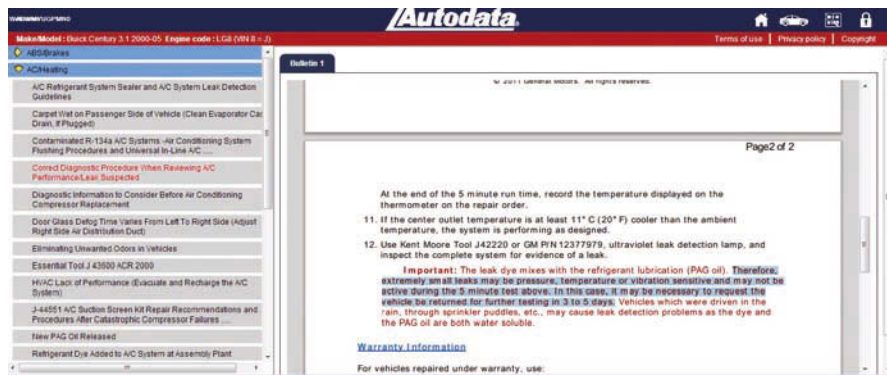 Autodata
Make/Model : Buick Century 3.1 2000-05 Engine code : LG8 (VIN 8 = J)
Terms of use | Privacy policy | Copyright
ABS/Brakes
AC/Heating
A/C Refrigerant System Sealer and A/C System Leak Detection
Guidelines
Carpet Wet on Passenger Side of Vehicle (Clean Evaporator Cas
Drain, If Plugged)
Contaminated R-134a A/C Systems -Air Conditioning System
Flushing Procedures and Universal In-Line A/C ....
Correct Diagnostic Procedure When Reviewing A/C
Performance/Leak Suspected
Diagnostic Information to Consider Before Air Conditioning
Compressor Replacement
Door Glass Defog Time Varies From Left To Right Side (Adjust
Right Side Air Distribution Duct)
Eliminating Unwanted Odors in Vehicles
Essential Tool J 43600 ACR 2000
HVAC Lack of Performance (Evacuate and Recharge the A/C
System)
J-44551 A/C Suction Screen Kit Repair Recommendations and
Procedures After Catastrophic Compressor Failures ....
New PAG Oil Released
Refrigerant Dye Added to A/C System at Assembly Plant
Bulletin 1
© 2011 General Motors. All rights reserved.
Page2 of 2
At the end of the 5 minute run time, record the temperature displayed on the
thermometer on the repair order.
11. If the center outlet temperature is at least 11° C (20° F) cooler than the ambient
temperature, the system is performing as designed.
12. Use Kent Moore Tool J42220 or GM P/N 12377979, ultraviolet leak detection lamp, and
inspect the complete system for evidence of a leak.
Important: The leak dye mixes with the refrigerant lubrication (PAG oil). Therefore,
extremely small leaks may be pressure, temperature or vibration sensitive and may not be
active during the 5 minute test above. In this case, it may be necessary to request the
vehicle be returned for further testing in 3 to 5 days. Vehicles which were driven in the
rain, through sprinkler puddles, etc., may cause leak detection problems as the dye and
the PAG oil are both water soluble.
Warranty Information
For vehicles repaired under warranty, use: